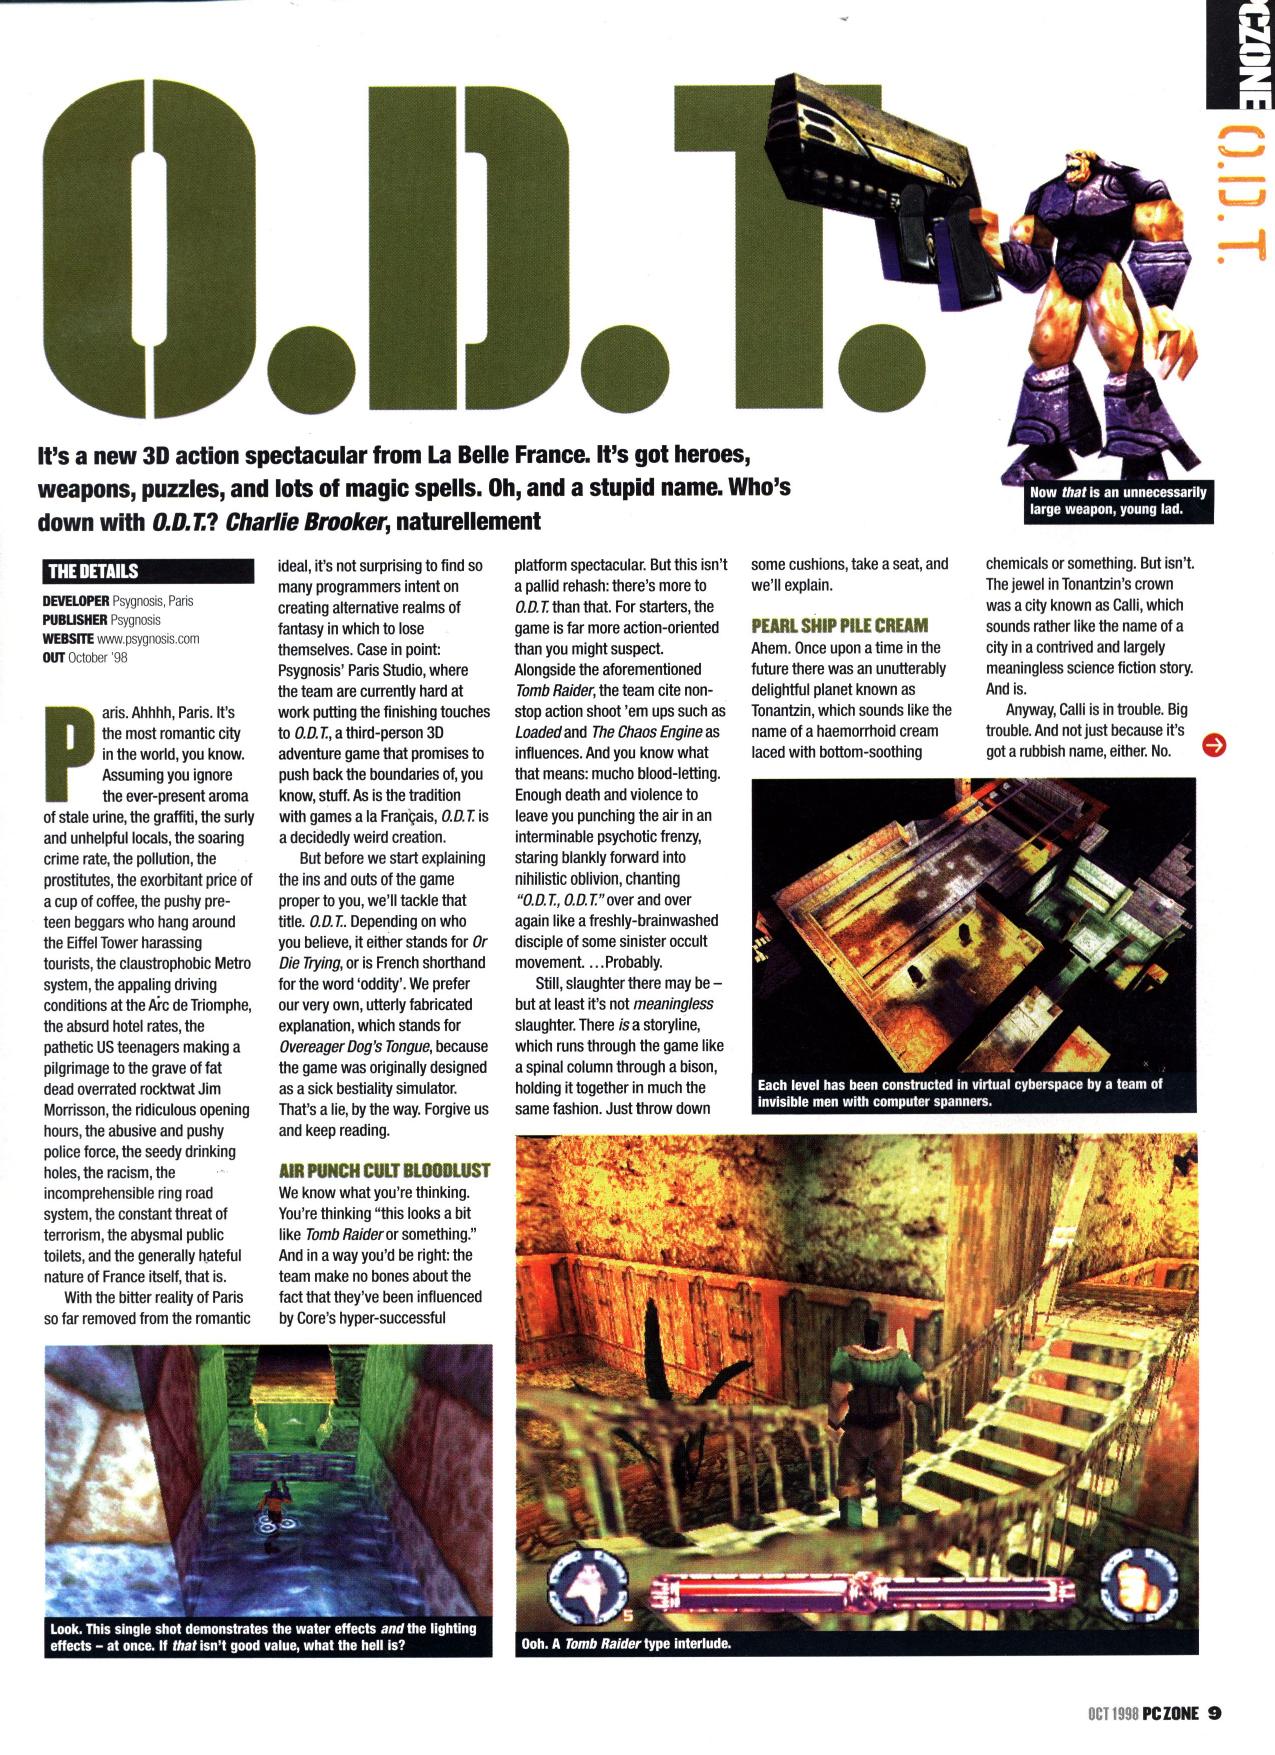 PCZONE
O.D.T.
O.D.T.
It's a new 3D action spectacular from La Belle France. It's got heroes,
weapons, puzzles, and lots of magic spells. Oh, and a stupid name. Who's
down with O.D.T.? Charlie Brooker, naturellement
Now that is an unnecessarily
large weapon, young lad.
THE DETAILS
DEVELOPER Psygnosis, Paris
PUBLISHER Psygnosis
WEBSITE www.psygnosis.com
OUT October '98
Paris. Ahhhh, Paris. It's
the most romantic city
in the world, you know.
Assuming you ignore
the ever-present aroma
of stale urine, the graffiti, the surly
and unhelpful locals, the soaring
crime rate, the pollution, the
prostitutes, the exorbitant price of
a cup of coffee, the pushy pre-
teen beggars who hang around
the Eiffel Tower harassing
tourists, the claustrophobic Metro
system, the appaling driving
conditions at the Arc de Triomphe,
the absurd hotel rates, the
pathetic US teenagers making a
pilgrimage to the grave of fat
dead overrated rocktwat Jim
Morrisson, the ridiculous opening
hours, the abusive and pushy
police force, the seedy drinking
holes, the racism, the
incomprehensible ring road
system, the constant threat of
terrorism, the abysmal public
toilets, and the generally hateful
nature of France itself, that is.
With the bitter reality of Paris
so far removed from the romantic
ideal, it's not surprising to find so
many programmers intent on
creating alternative realms of
fantasy in which to lose
themselves. Case in point:
Psygnosis' Paris Studio, where
the team are currently hard at
work putting the finishing touches
to O.D.T., a third-person 3D
adventure game that promises to
push back the boundaries of, you
know, stuff. As is the tradition
with games a la Français, O.D.T. is
a decidedly weird creation.
But before we start explaining
the ins and outs of the game
proper to you, we'll tackle that
title. O.D.T.. Depending on who
you believe, it either stands for Or
Die Trying, or is French shorthand
for the word 'oddity'. We prefer
our very own, utterly fabricated
explanation, which stands for
Overeager Dog's Tongue, because
the game was originally designed
as a sick bestiality simulator.
That's a lie, by the way. Forgive us
and keep reading.
AIR PUNCH CULT BLOODLUST
We know what you're thinking.
You're thinking "this looks a bit
like Tomb Raider or something."
And in a way you'd be right: the
team make no bones about the
fact that they've been influenced
by Core's hyper-successful
platform spectacular. But this isn't
a pallid rehash: there's more to
O.D.T. than that. For starters, the
game is far more action-oriented
than you might suspect.
Alongside the aforementioned
Tomb Raider, the team cite non-
stop action shoot 'em ups such as
Loaded and The Chaos Engine as
influences. And you know what
that means: mucho blood-letting.
Enough death and violence to
leave you punching the air in an
interminable psychotic frenzy,
staring blankly forward into
nihilistic oblivion, chanting
"O.D.T., O.D.T." over and over
again like a freshly-brainwashed
disciple of some sinister occult
movement. ...Probably.
Still, slaughter there may be –
but at least it's not meaningless
slaughter. There is a storyline,
which runs through the game like
a spinal column through a bison,
holding it together in much the
same fashion. Just throw down
some cushions, take a seat, and
we'll explain.
PEARL SHIP PILE CREAM
Ahem. Once upon a time in the
future there was an unutterably
delightful planet known as
Tonantzin, which sounds like the
name of a haemorrhoid cream
laced with bottom-soothing
chemicals or something. But isn't.
The jewel in Tonantzin's crown
was a city known as Calli, which
sounds rather like the name of a
city in a contrived and largely
meaningless science fiction story.
And is.
Anyway, Calli is in trouble. Big
trouble. And not just because it's
got a rubbish name, either. No.
Each level has been constructed in virtual cyberspace by a team of
invisible men with computer spanners.
Look. This single shot demonstrates the water effects and the lighting
effects – at once. If that isn't good value, what the hell is?
5
Ooh. A Tomb Raider type interlude.
OCT 1998 PC ZONE 9